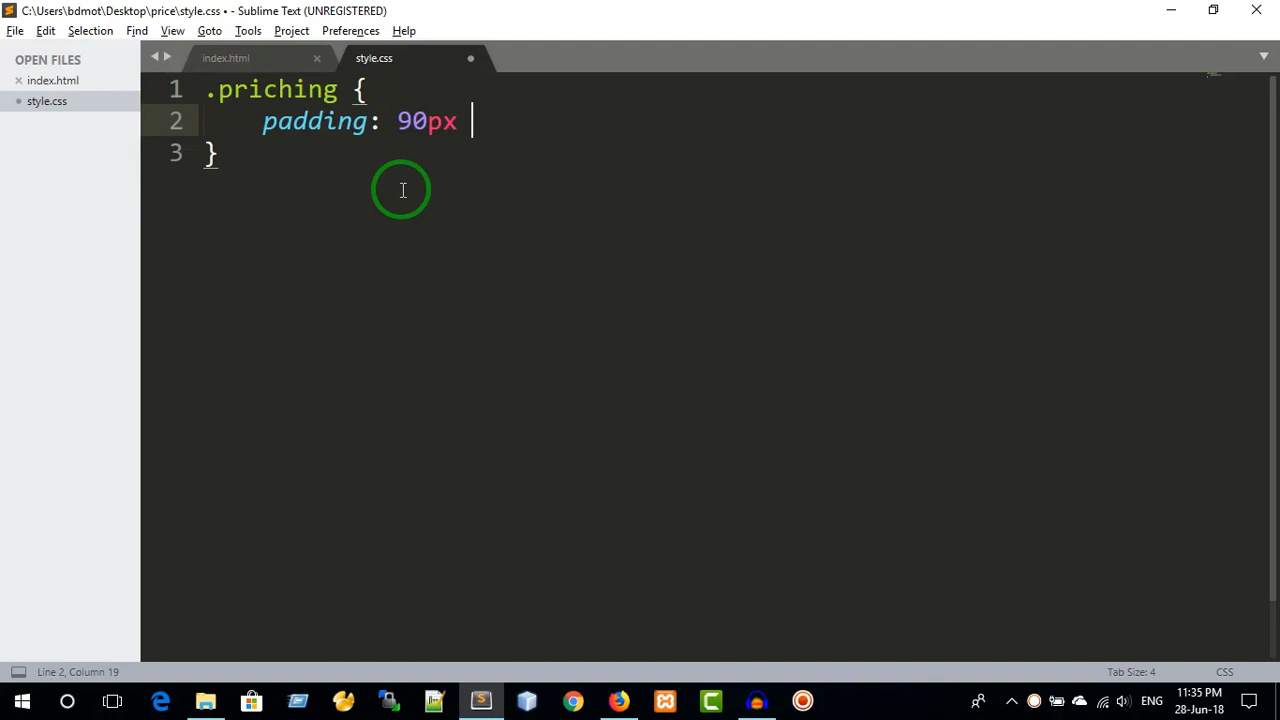 C:\Users\bdmot\Desktop\price\style.css • - Sublime Text (UNREGISTERED)
File Edit Selection Find View Goto Tools Project Preferences Help
OPEN FILES
index.html
style.css
index.html style.css
1 .priching {
2 padding: 90px
3 }
Line 2, Column 19 Tab Size: 4 CSS
ENG
11:35 PM
28-Jun-18